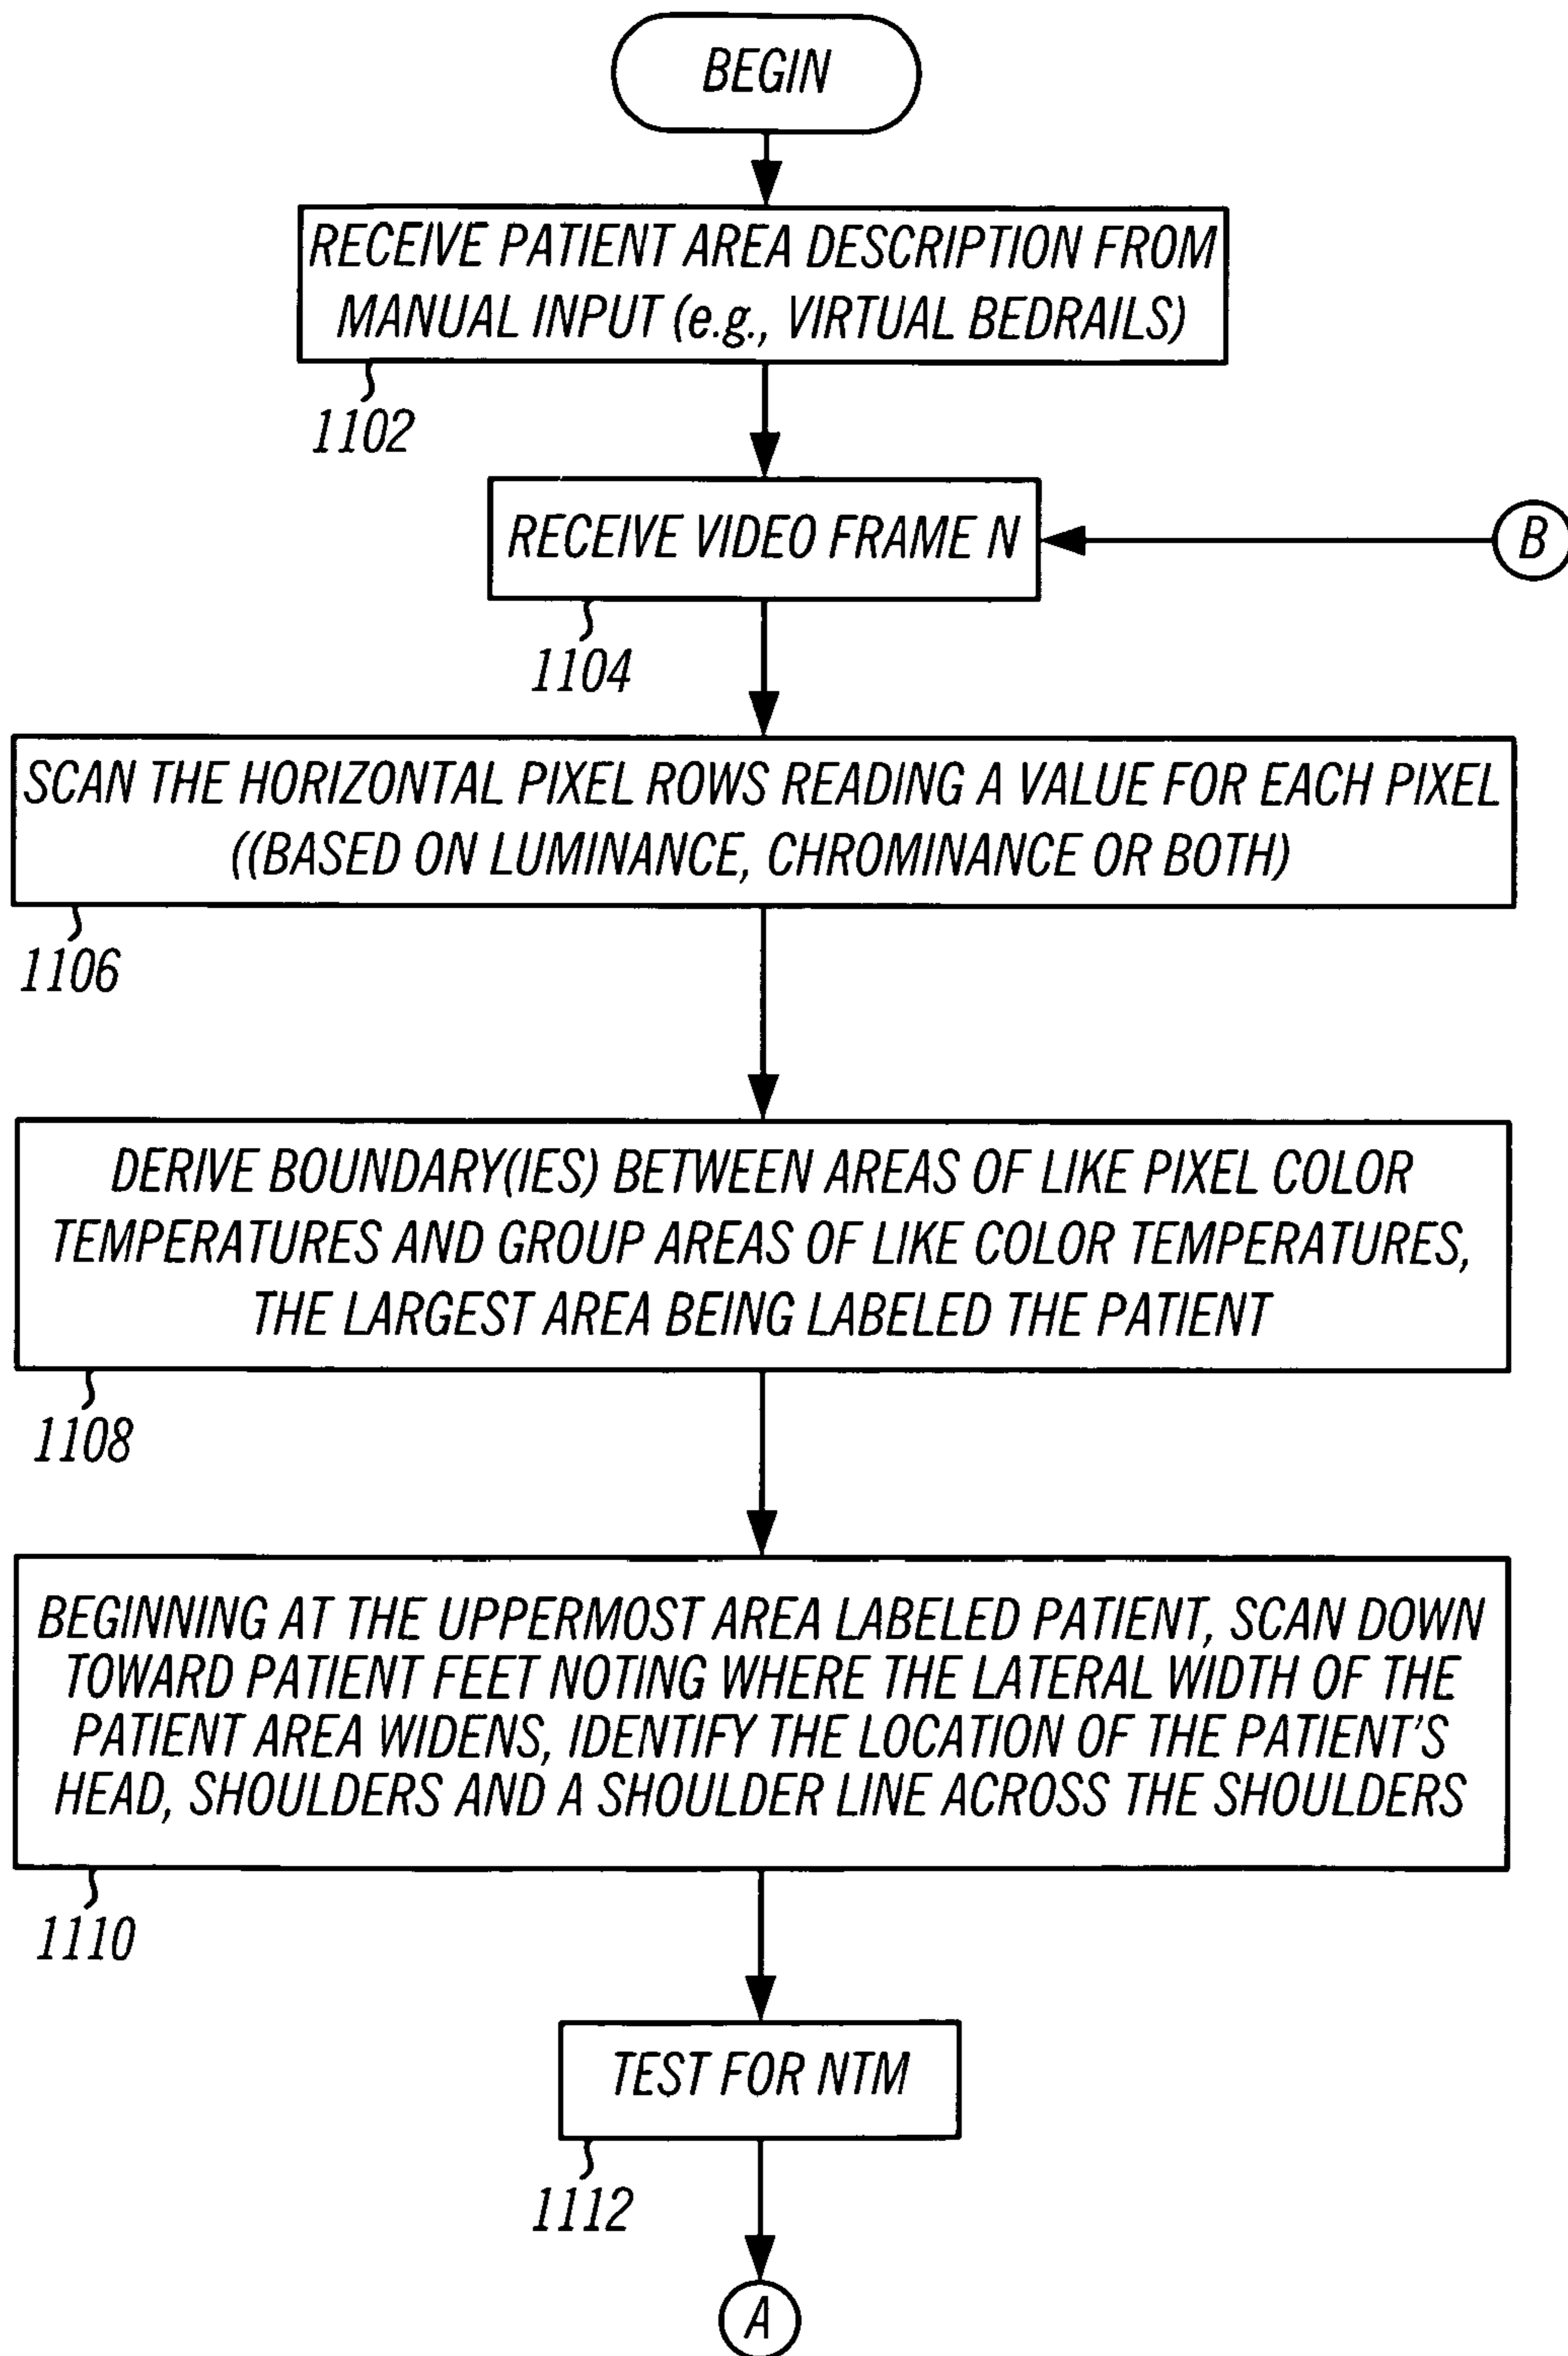 BEGIN
RECEIVE PATIENT AREA DESCRIPTION FROM
MANUAL INPUT (e.g., VIRTUAL BEDRAILS)
1102
RECEIVE VIDEO FRAME N
B
1104
SCAN THE HORIZONTAL PIXEL ROWS READING A VALUE FOR EACH PIXEL
((BASED ON LUMINANCE, CHROMINANCE OR BOTH)
1106
DERIVE BOUNDARY(IES) BETWEEN AREAS OF LIKE PIXEL COLOR
TEMPERATURES AND GROUP AREAS OF LIKE COLOR TEMPERATURES,
THE LARGEST AREA BEING LABELED THE PATIENT
1108
BEGINNING AT THE UPPERMOST AREA LABELED PATIENT, SCAN DOWN
TOWARD PATIENT FEET NOTING WHERE THE LATERAL WIDTH OF THE
PATIENT AREA WIDENS, IDENTIFY THE LOCATION OF THE PATIENT'S
HEAD, SHOULDERS AND A SHOULDER LINE ACROSS THE SHOULDERS
1110
TEST FOR NTM
1112
A